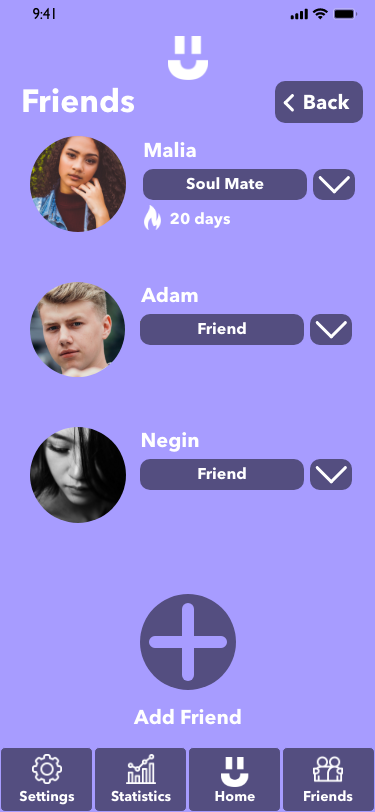 9:41
Friends
Back
Malia
Soul Mate
20 days
Adam
Friend
Negin
Friend
Add Friend
Settings
Statistics
Home
Friends